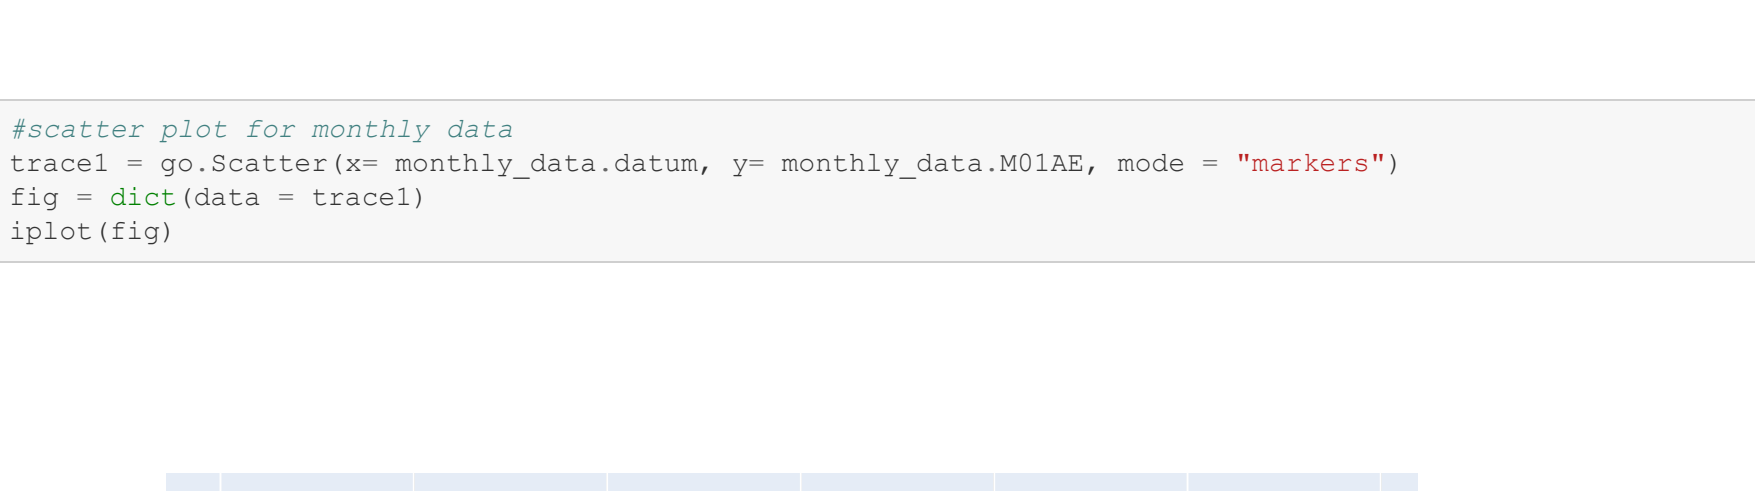 #scatter plot for monthly data
trace1 = go.Scatter(x= monthly_data.datum, y= monthly_data.M01AE, mode = "markers")
fig = dict(data = trace1)
iplot(fig)